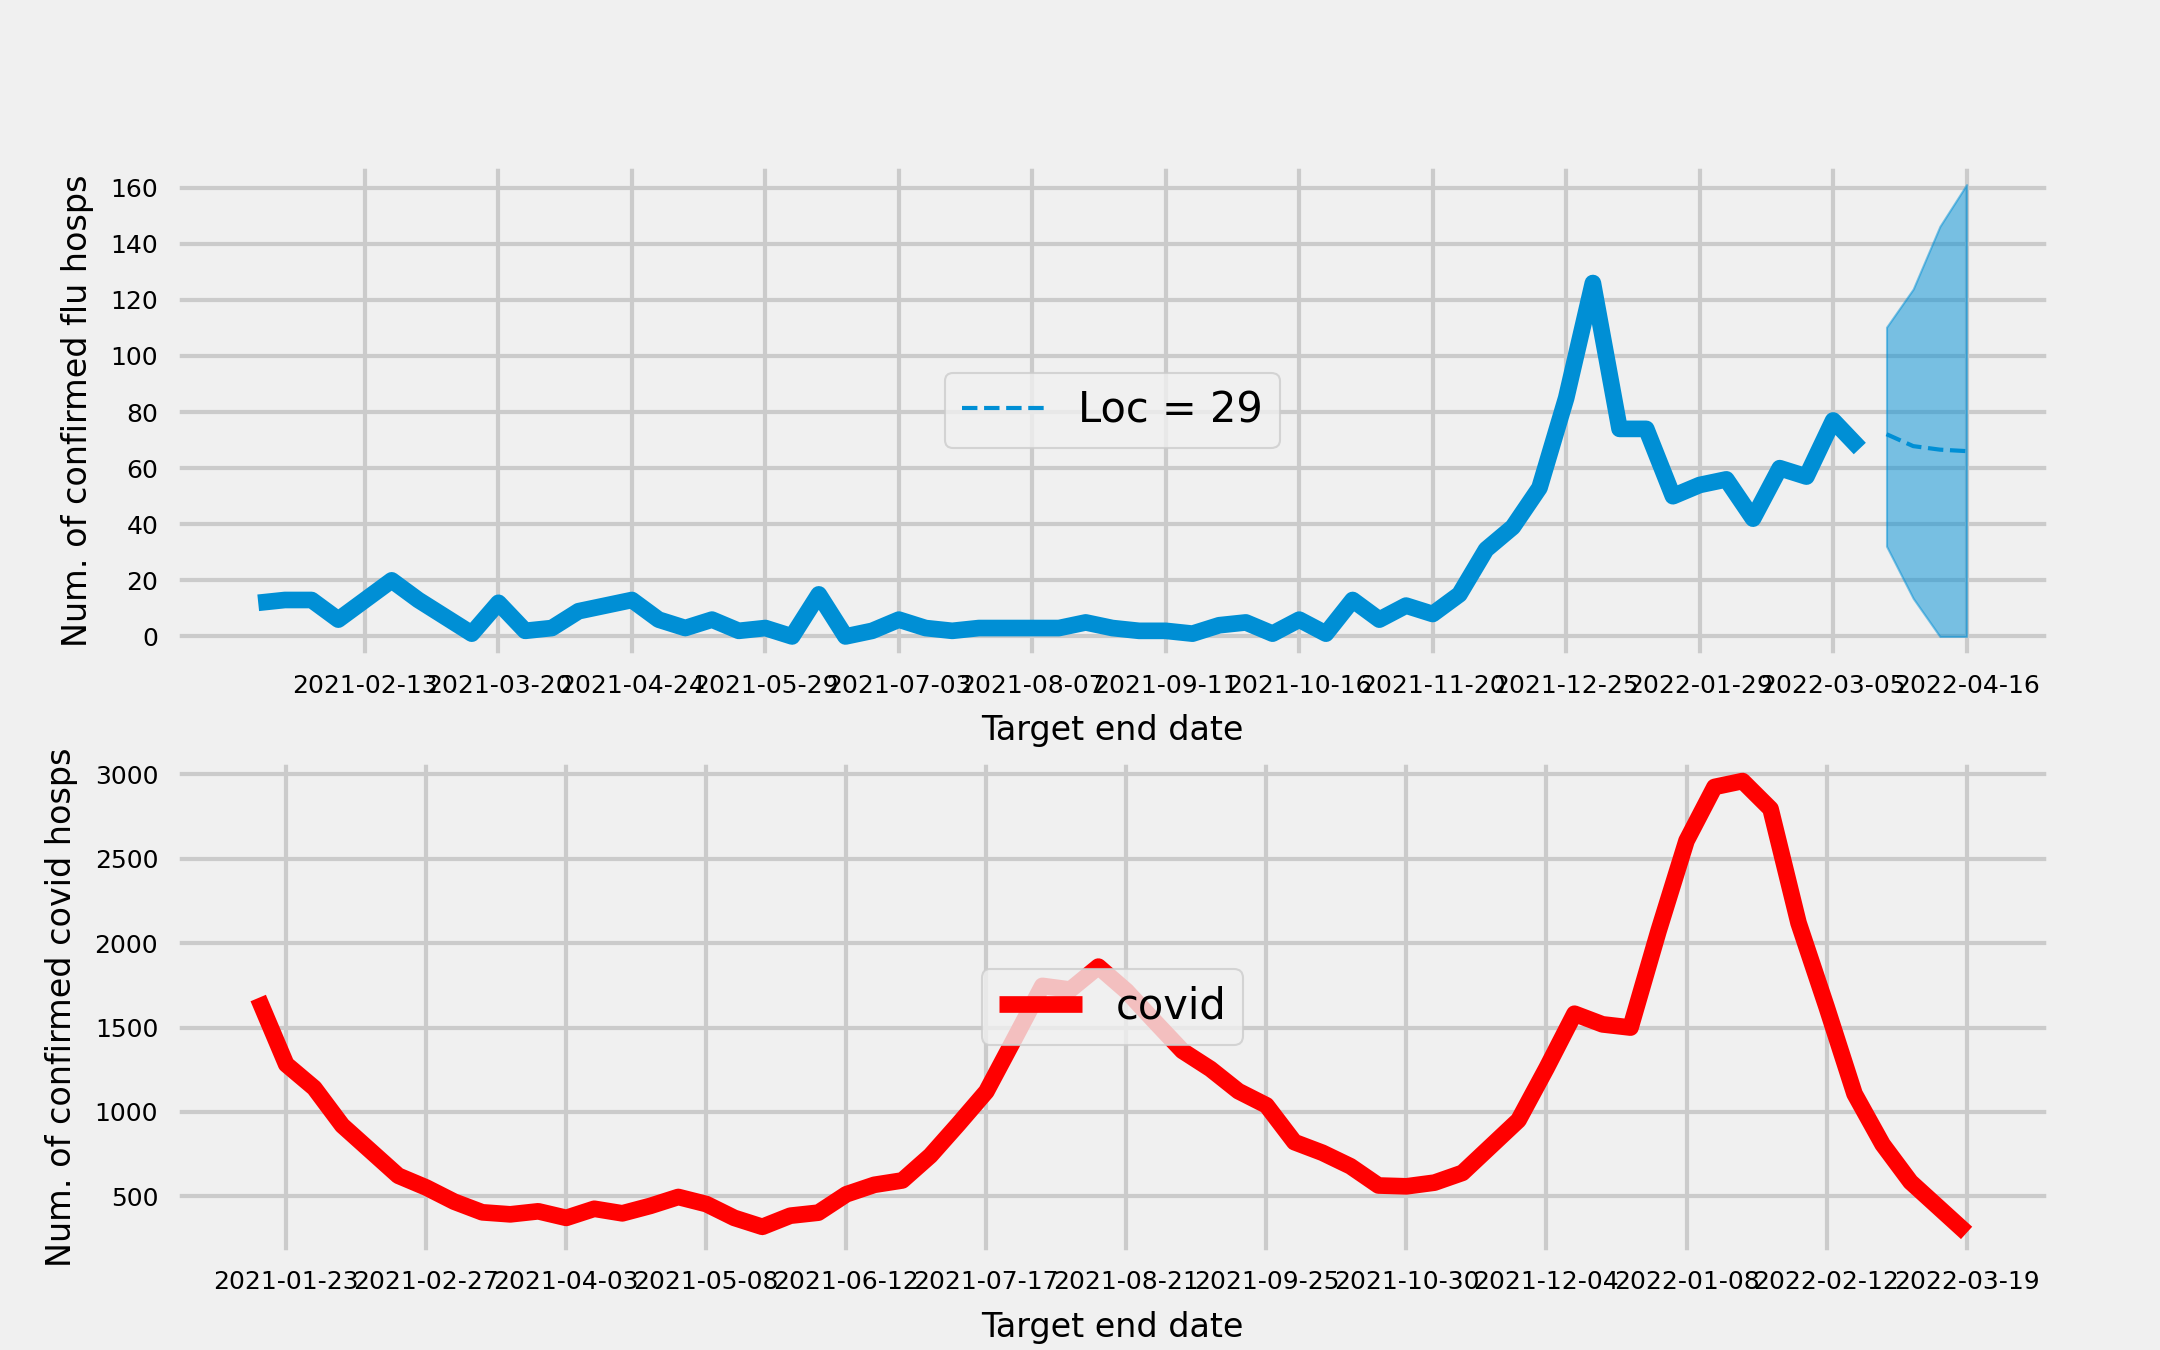 Num. of confirmed flu hosps
160
140
120
100
80
60
40
20
0
Loc = 29
2021-02-13 2021-03-20 2021-04-24 2021-05-29 2021-07-03 2021-08-07 2021-09-11 2021-10-16 2021-11-20 2021-12-25 2022-01-29 2022-03-05 2022-04-16
Target end date
Num. of confirmed covid hosps
3000
2500
2000
1500
1000
500
covid
2021-01-23 2021-02-27 2021-04-03 2021-05-08 2021-06-12 2021-07-17 2021-08-21 2021-09-25 2021-10-30 2021-12-04 2022-01-08 2022-02-12 2022-03-19
Target end date